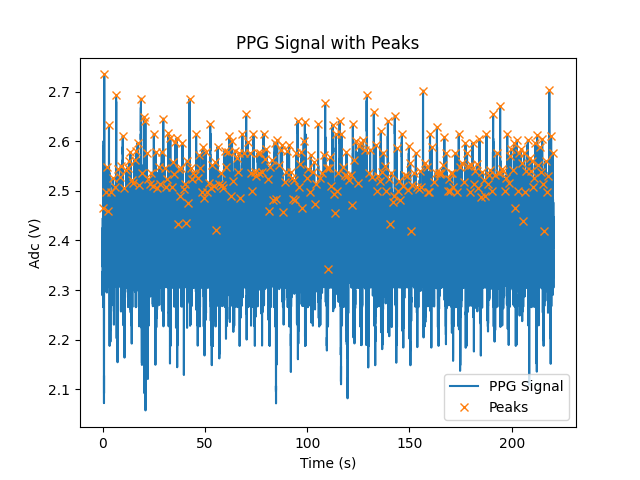 PPG Signal with Peaks
2.7
2.6
2.5
2.4
2.3
2.2
2.1
Adc (V)
0
50
100
150
200
Time (s)
PPG Signal
Peaks